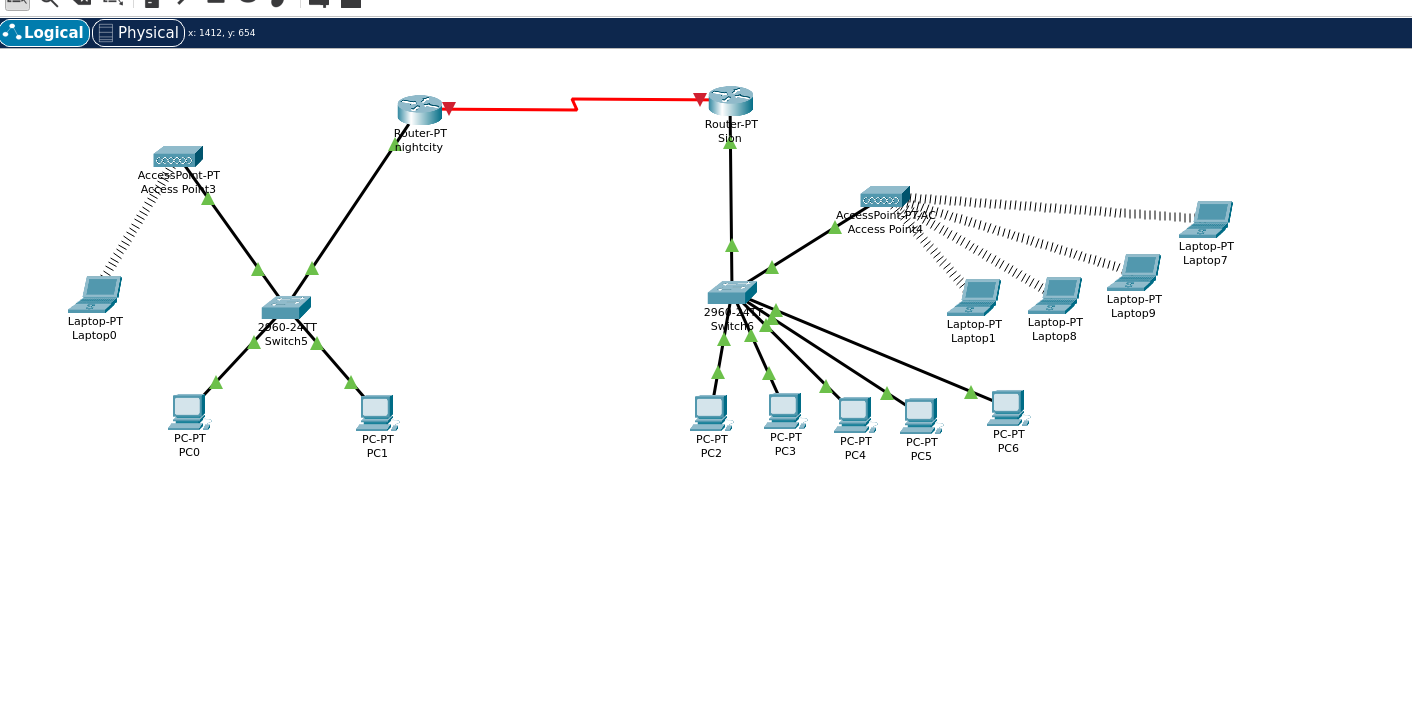 Logical
Physical
x: 1412, y: 654
Router-PT
nightcity
Router-PT
Sion
AccessPoint-PT
Access Point3
AccessPoint-PT-AC
Access Point4
Laptop-PT
Laptop7
Laptop-PT
Laptop9
Laptop-PT
Laptop0
2960-24TT
Switch5
2960-24TT
Switch6
Laptop-PT
Laptop1
Laptop-PT
Laptop8
PC-PT
PC0
PC-PT
PC1
PC-PT
PC2
PC-PT
PC3
PC-PT
PC4
PC-PT
PC5
PC-PT
PC6